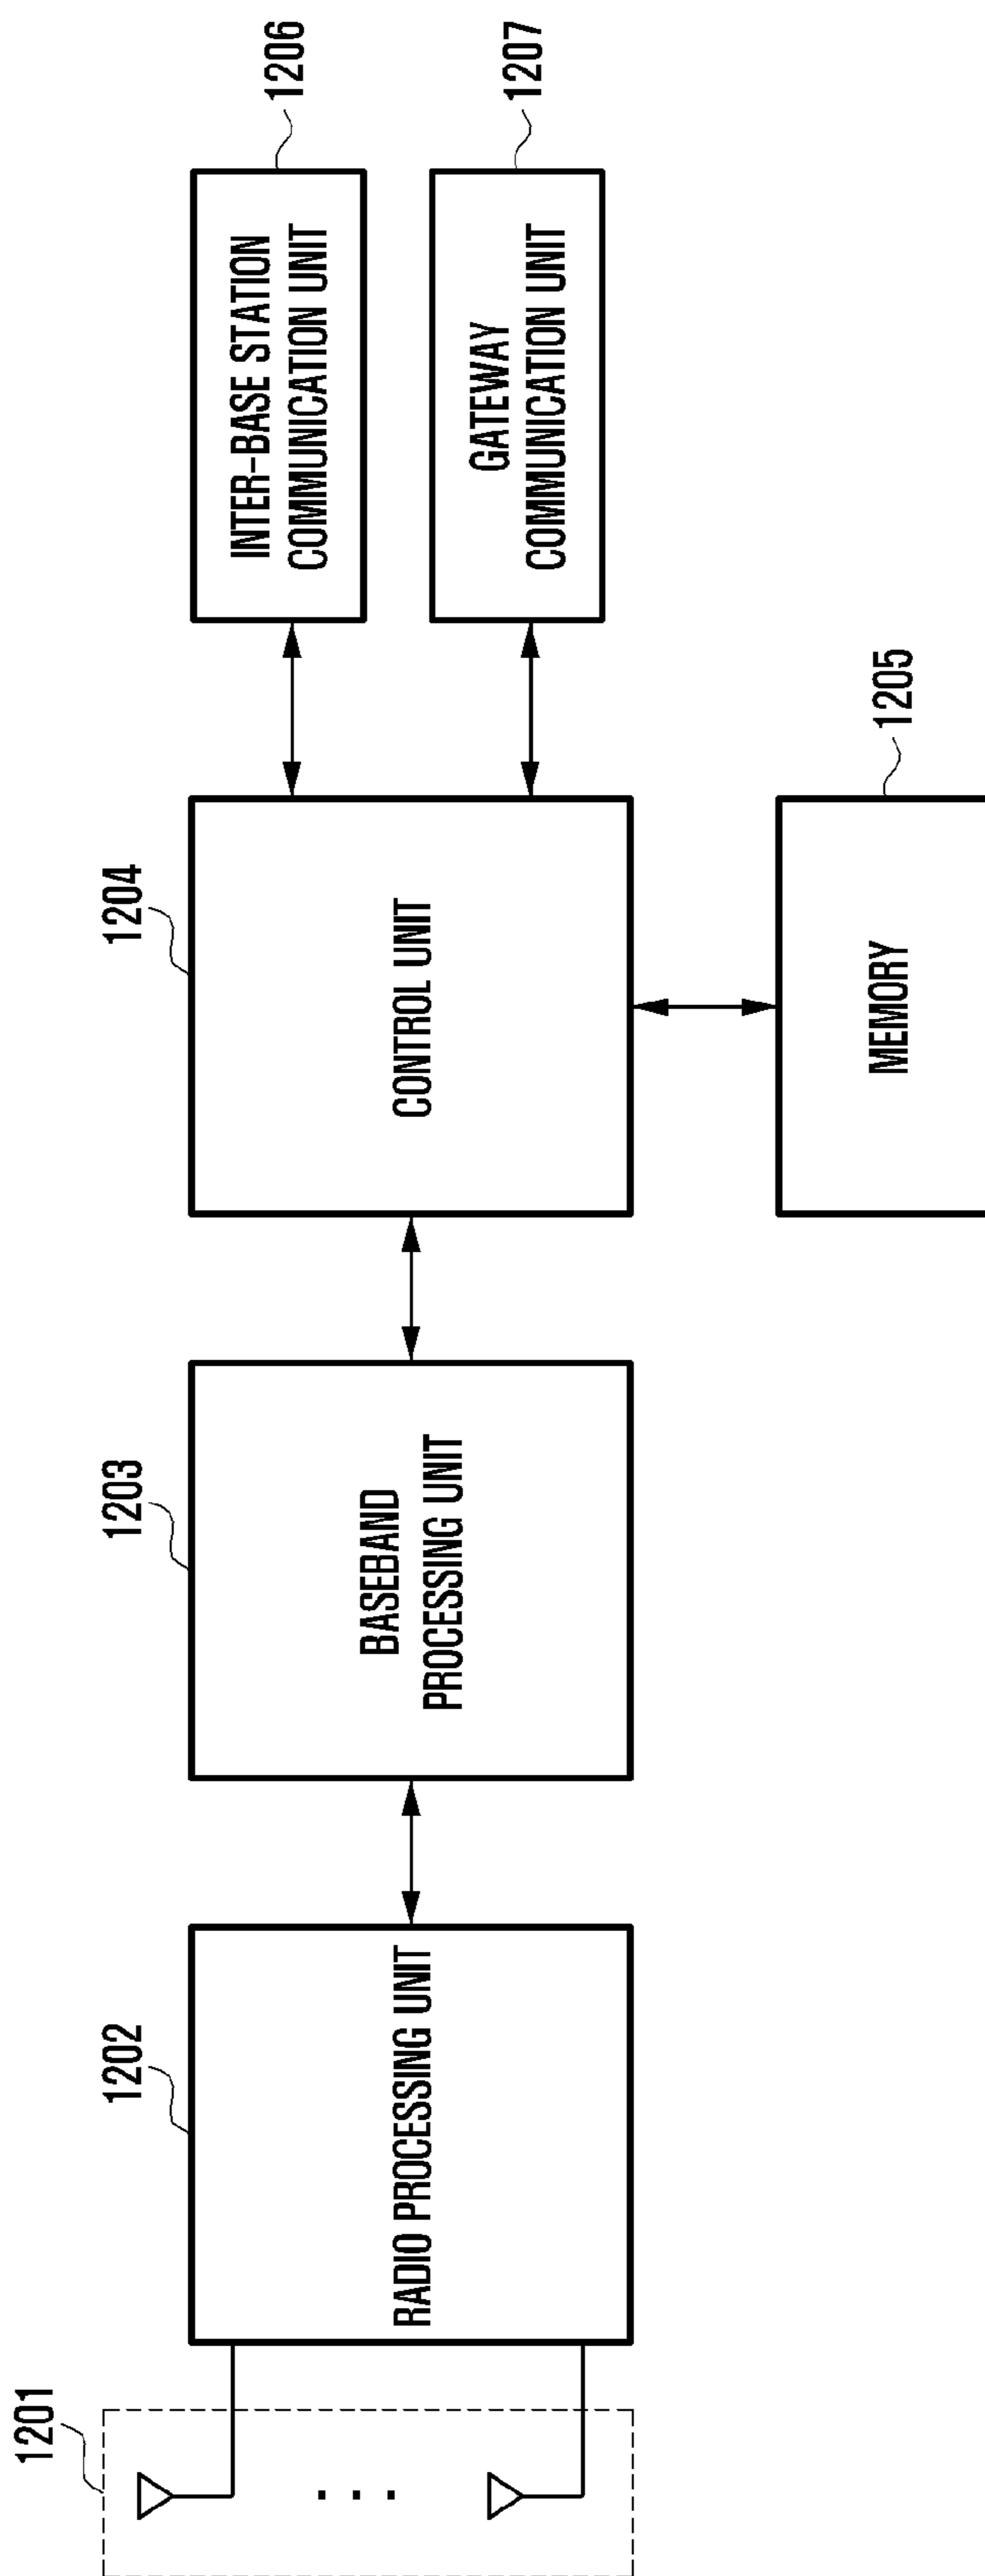 1201
1202
RADIO PROCESSING UNIT
1203
BASEBAND
PROCESSING UNIT
1204
CONTROL UNIT
1206
INTER-BASE STATION
COMMUNICATION UNIT
1207
GATEWAY
COMMUNICATION UNIT
1205
MEMORY